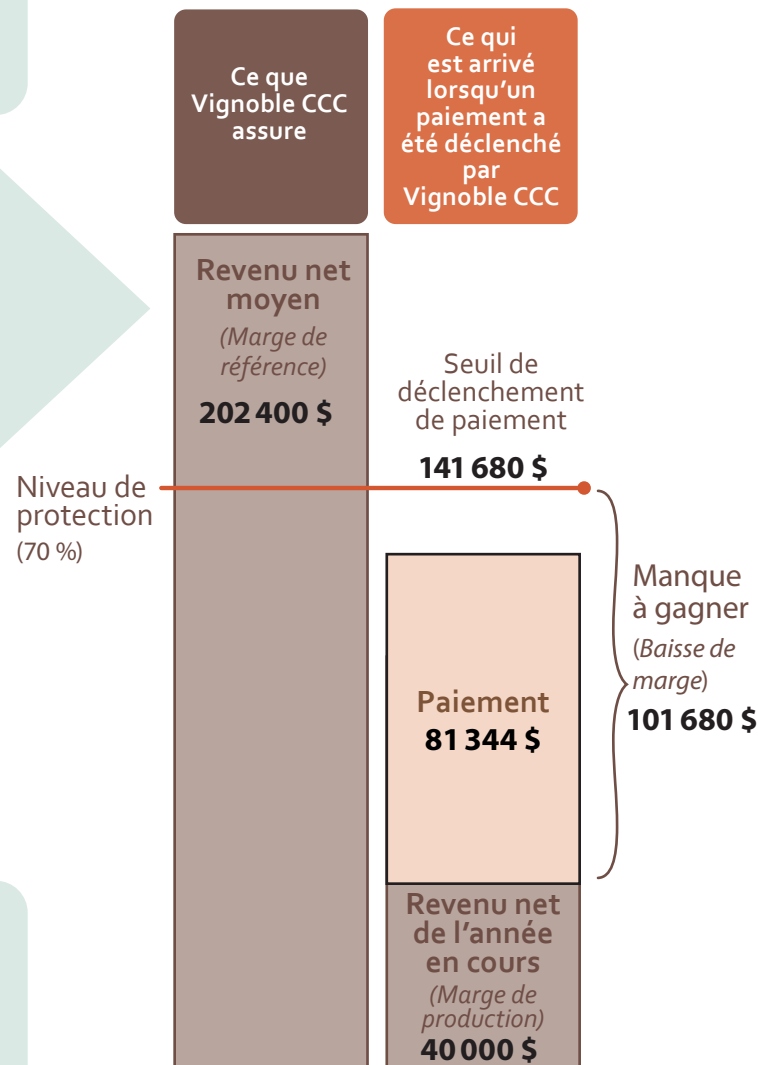 Ce que
Vignoble CCC
assure
Ce qui
est arrivé
lorsqu'un
paiement a
été déclenché
par
Vignoble CCC
Revenu net
moyen
(Marge de
référence)
202 400 $
Seuil de
déclenchement
de paiement
141 680 $
Niveau de
protection
(70 %)
Manque
à gagner
(Baisse de
marge)
101 680 $
Paiement
81 344 $
Revenu net
de l'année
en cours
(Marge de
production)
40 000 $